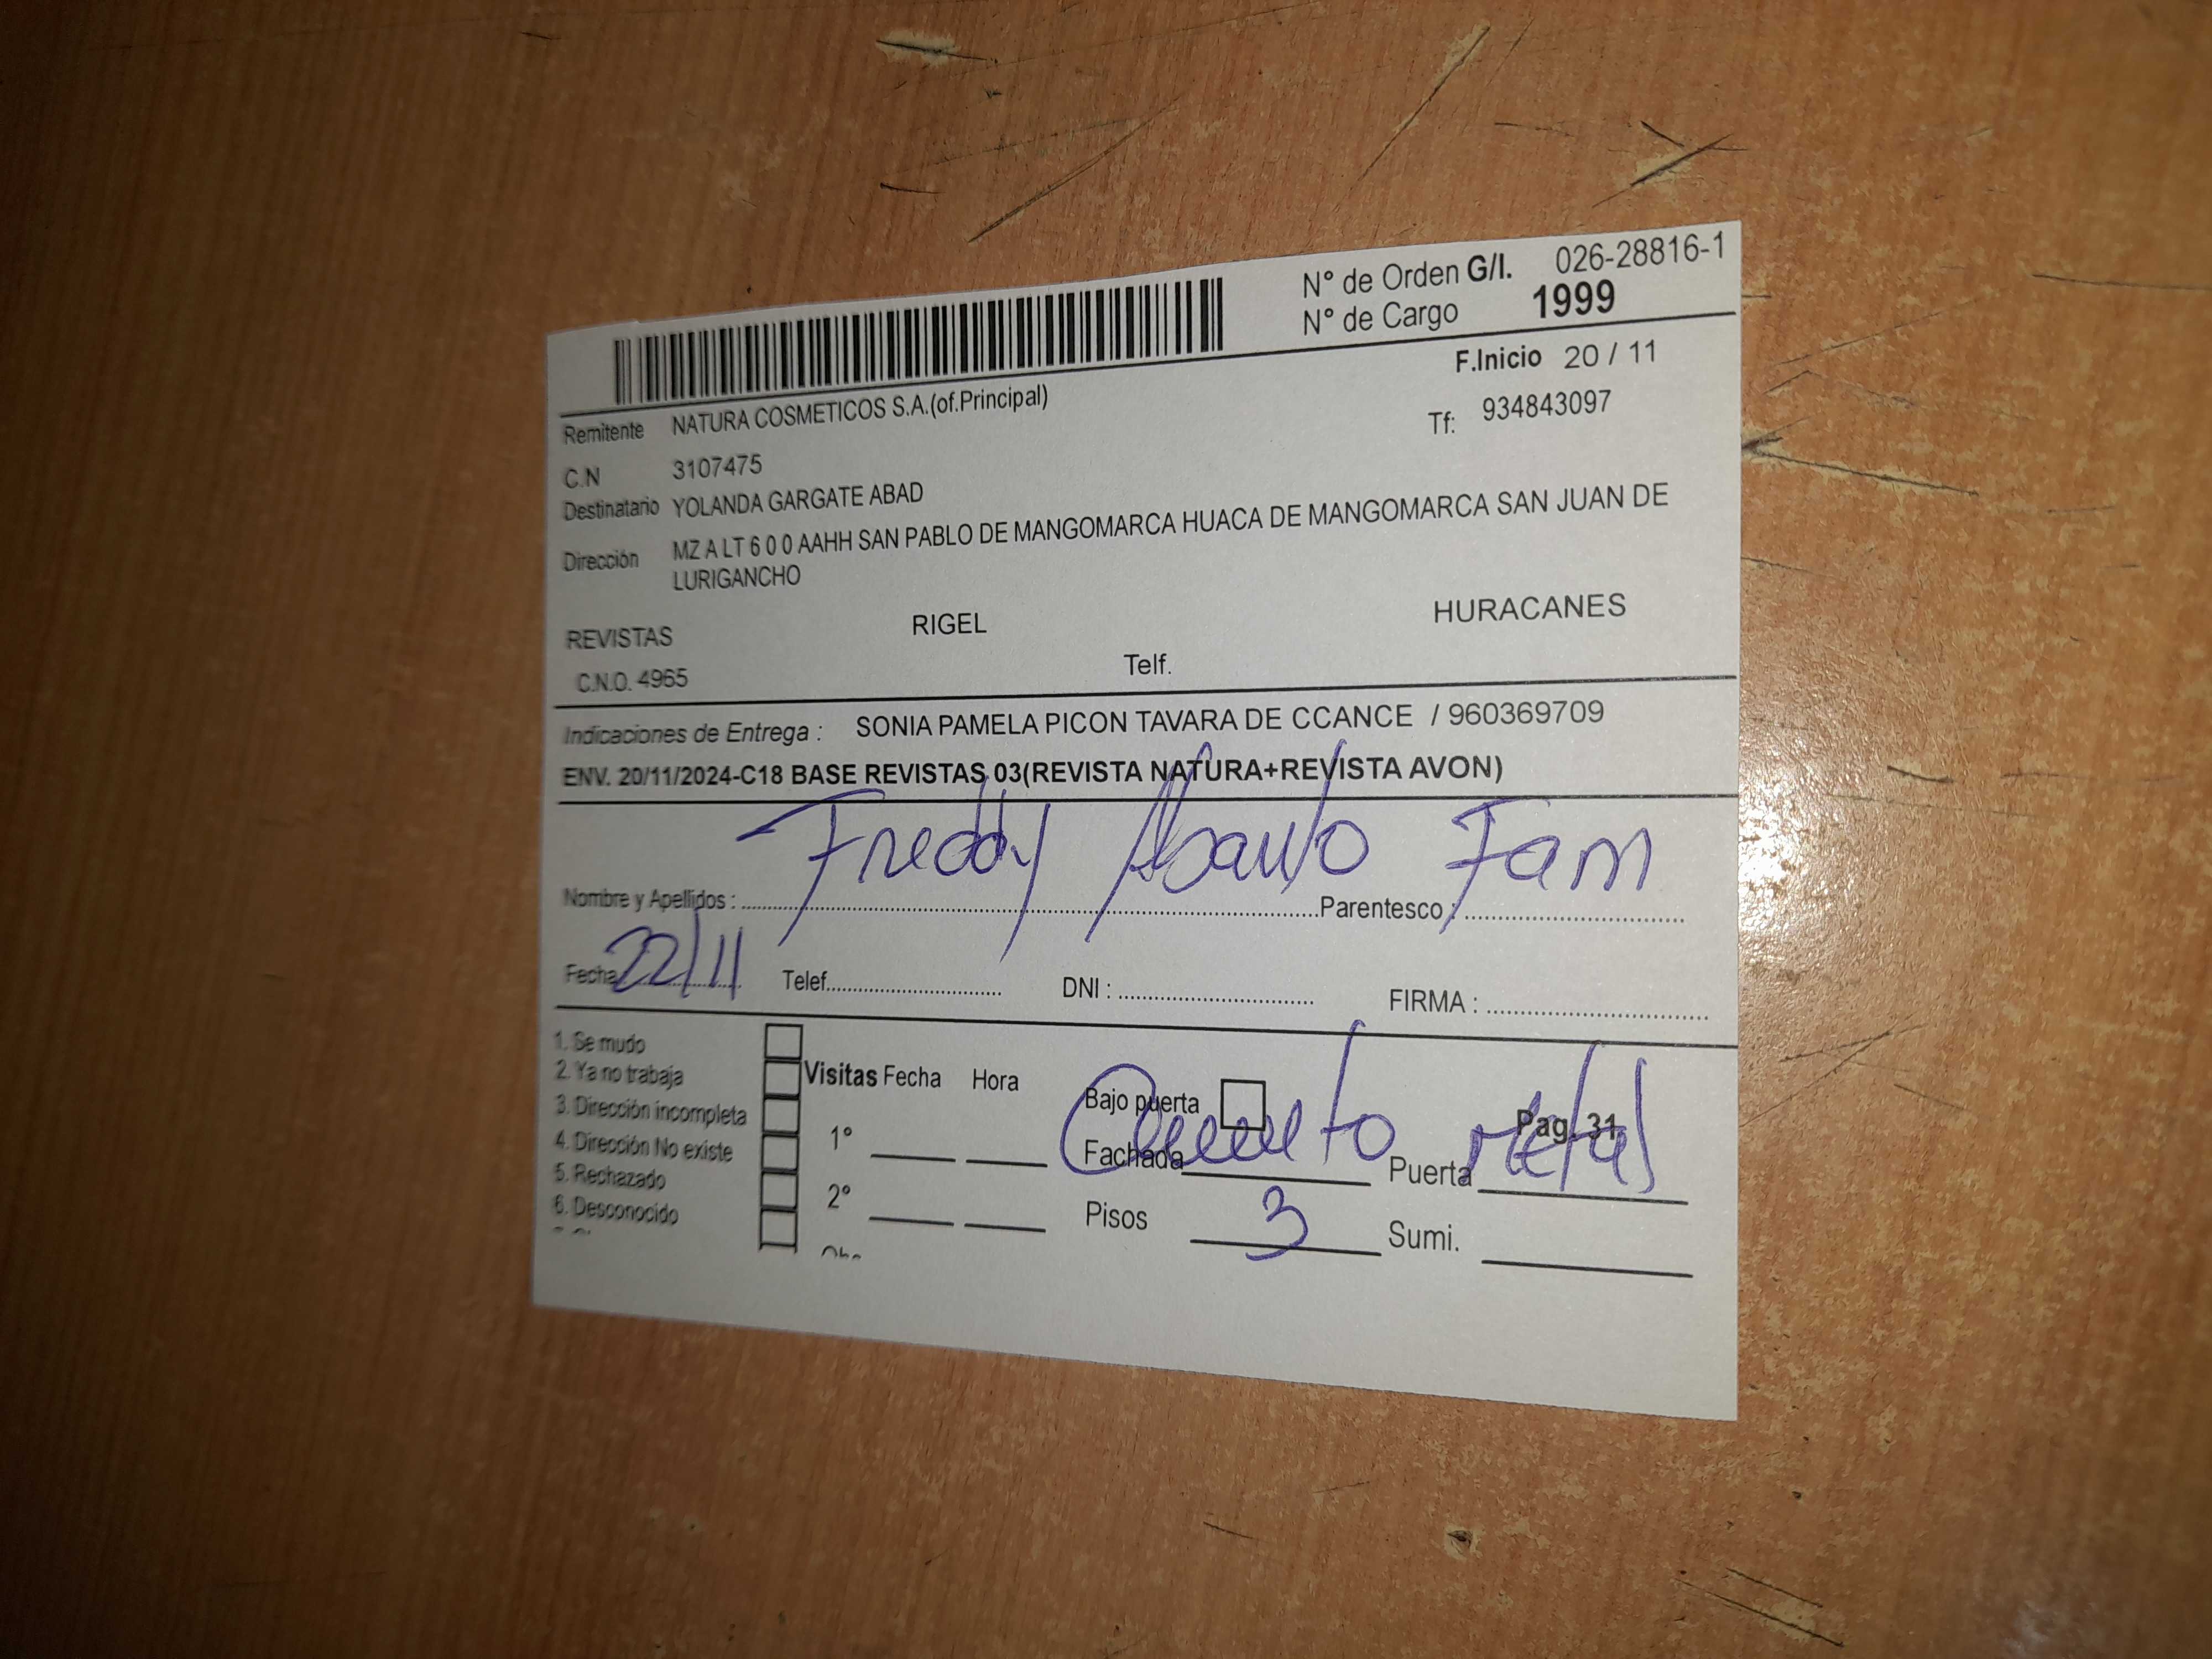 N° de Orden G/I. 026-28816-1
N° de Cargo 1999
F.Inicio 20 / 11
Remitente NATURA COSMETICOS S.A.(of.Principal)
Tf: 934843097
C.N 3107475
Destinatario YOLANDA GARGATE ABAD
Dirección MZ A LT 6 0 0 AAHH SAN PABLO DE MANGOMARCA HUACA DE MANGOMARCA SAN JUAN DE
LURIGANCHO
REVISTAS RIGEL HURACANES
C.N.O. 4965 Telf.
Indicaciones de Entrega : SONIA PAMELA PICON TAVARA DE CCANCE / 960369709
ENV. 20/11/2024-C18 BASE REVISTAS 03(REVISTA NATURA+REVISTA AVON)
Nombre y Apellidos : Freddy Parentesco : Fam
Fecha 22/11 Telef. DNI : FIRMA :
1. Se mudo
2. Ya no trabaja
3. Dirección incompleta
4. Dirección No existe
5. Rechazado
6. Desconocido
Visitas Fecha Hora
1°
2°
Bajo puerta Pag. 31
Fachada Puerta Metal
Pisos 3 Sumi.